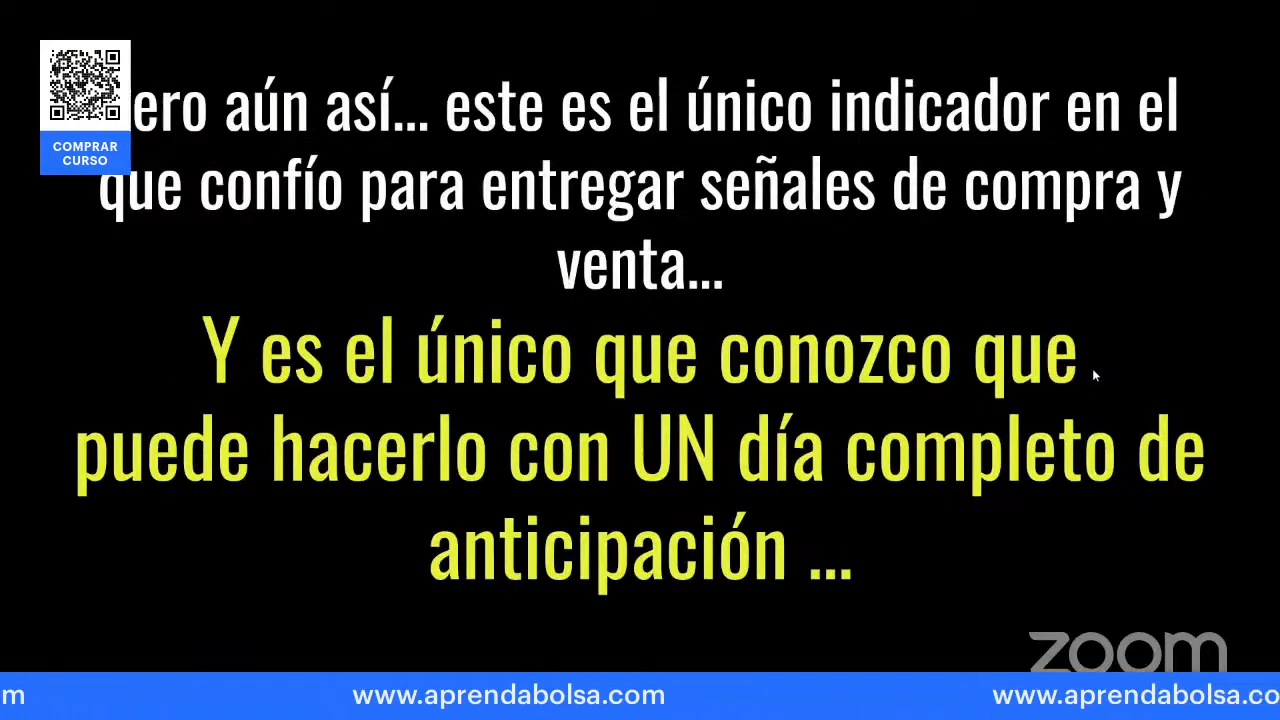 COMPRAR
CURSO
ero aún así... este es el único indicador en el
que confío para entregar señales de compra y
venta...
Y es el único que conozco que
puede hacerlo con UN día completo de
anticipación ...
zoom
m
www.aprendabolsa.com
www.aprendabolsa.co